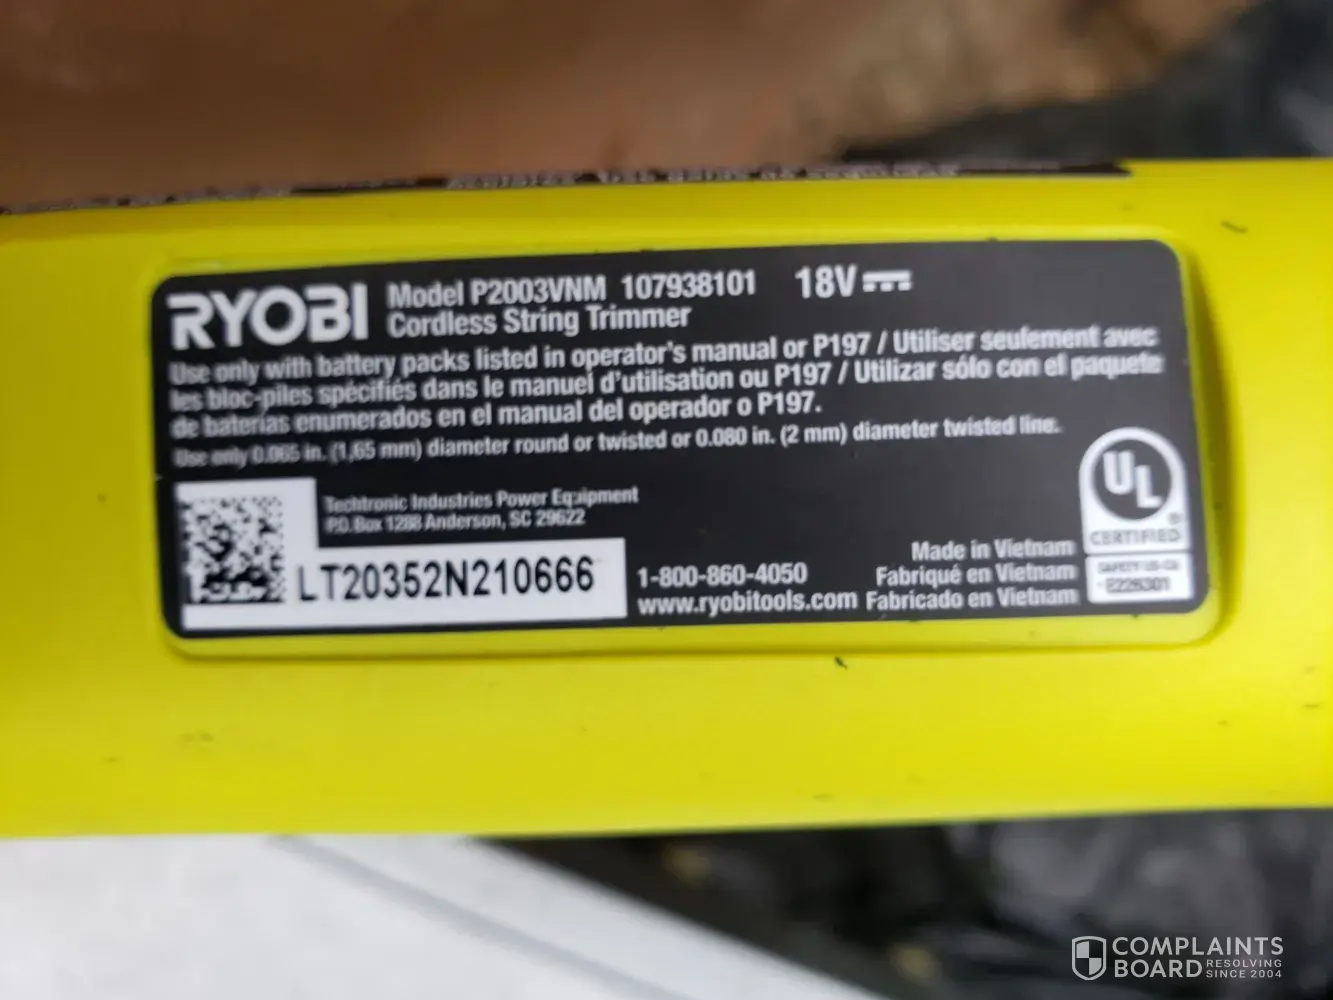 RYOBI
Model P2003VNM 107938101 18V
Cordless String Trimmer
Use only with battery packs listed in operator's manual or P197 / Utiliser seulement avec
les bloc-piles spécifiés dans le manuel d'utilisation ou P197 / Utilizar sólo con el paquete
de baterías enumerados en el manual del operador o P197.
Use only 0.065 in. (1,65 mm) diameter round or twisted or 0.080 in. (2 mm) diameter twisted line.
Techtronic Industries Power Equipment
P.O. Box 1288 Anderson, SC 29622
LT20352N210666
1-800-860-4050
www.ryobitools.com
Made in Vietnam
Fabriqué en Vietnam
Fabricado en Vietnam
UL
®
CERTIFIED
SAFETY US-CA
E226301
COMPLAINTS
BOARD RESOLVING
SINCE 2004